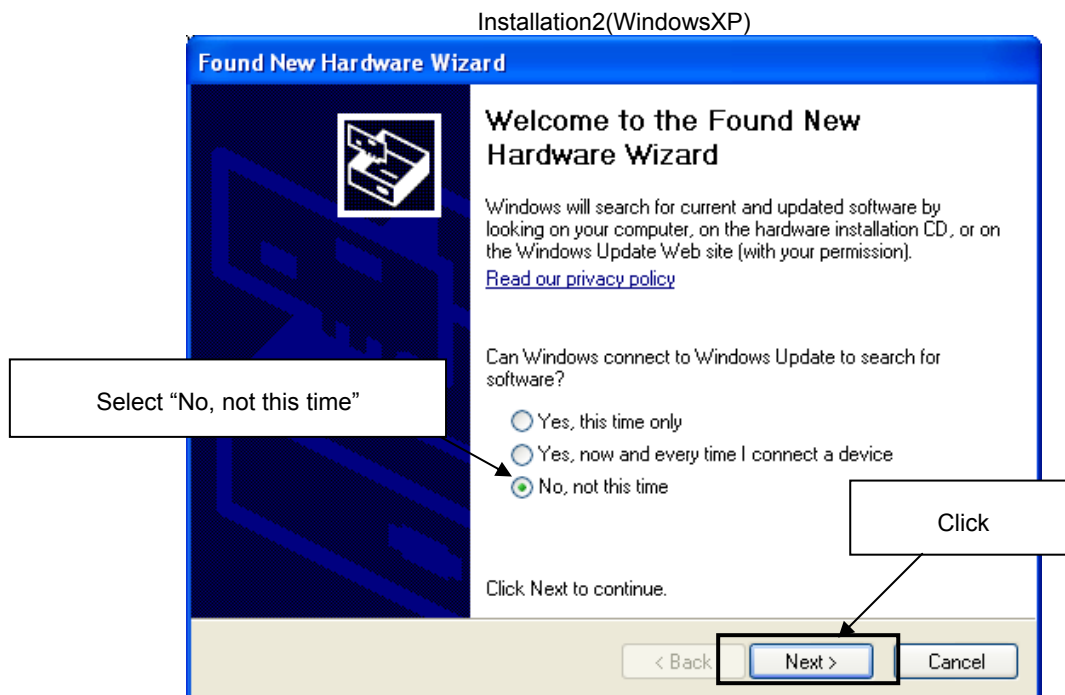 Installation2(WindowsXP)
Found New Hardware Wizard
Welcome to the Found New
Hardware Wizard
Windows will search for current and updated software by
looking on your computer, on the hardware installation CD, or on
the Windows Update Web site (with your permission).
Read our privacy policy
Can Windows connect to Windows Update to search for
software?
Select “No, not this time”
Yes, this time only
Yes, now and every time I connect a device
No, not this time
Click
Click Next to continue.
< Back
Next >
Cancel